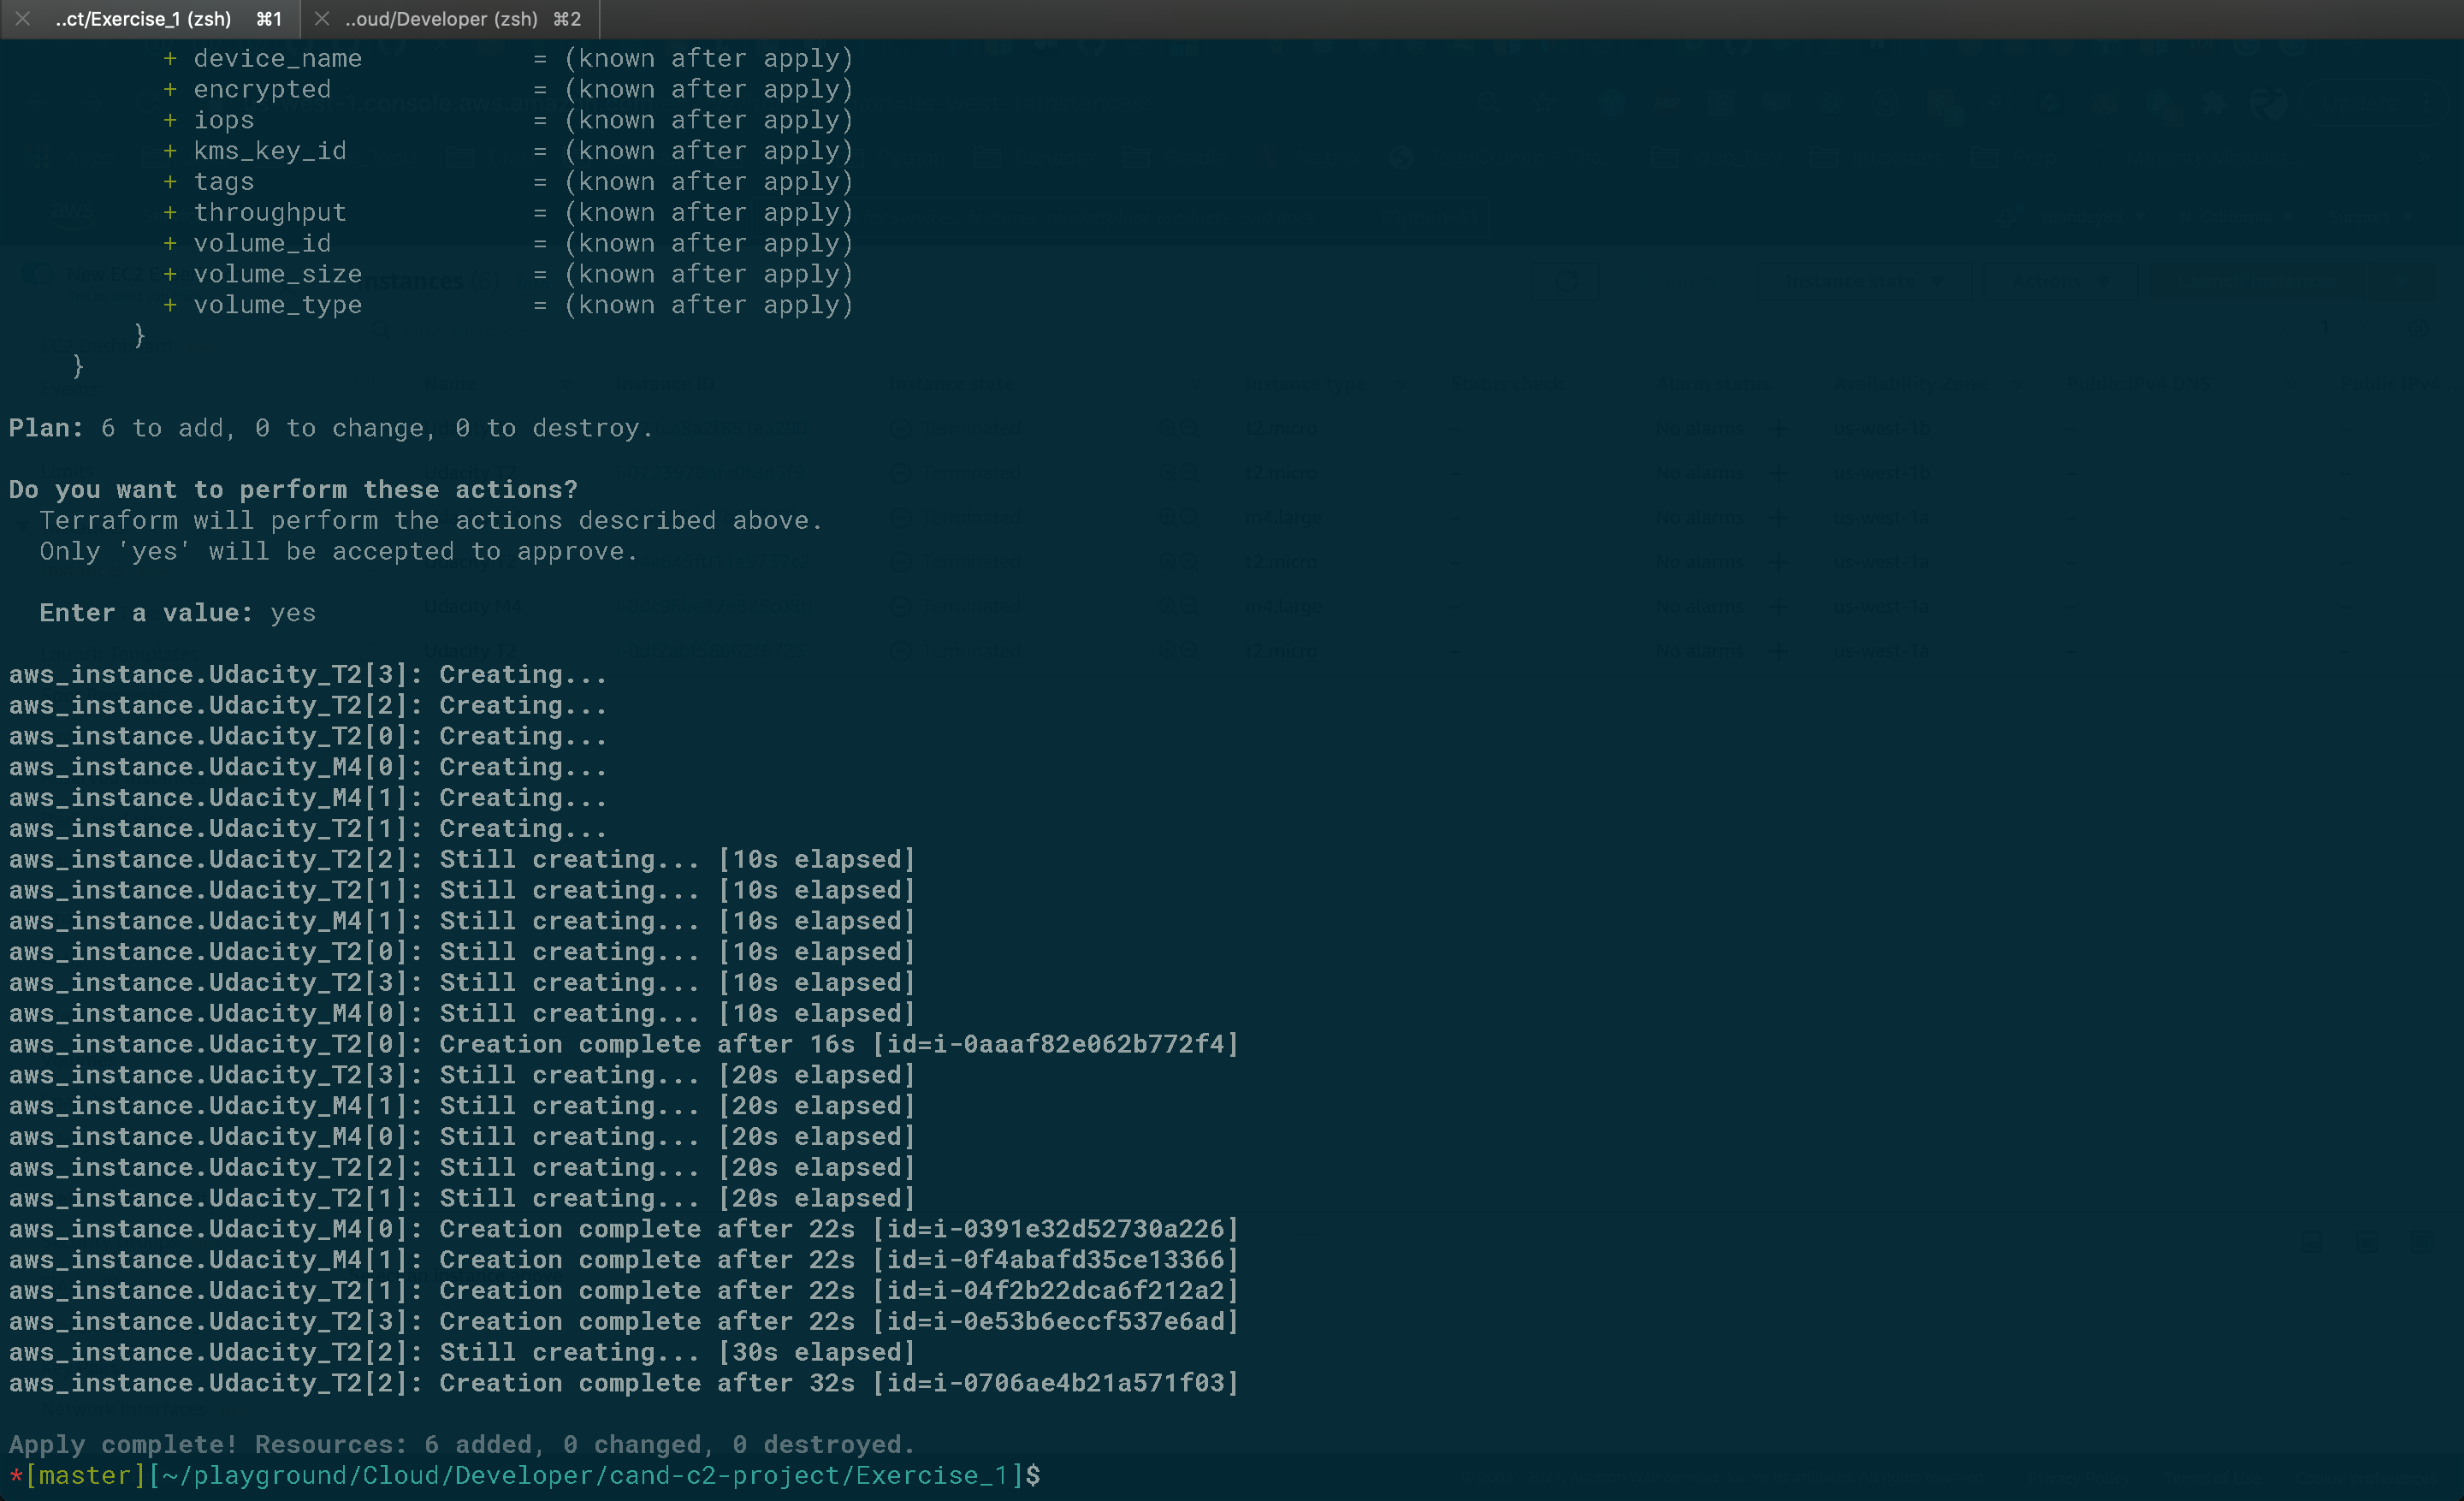 ..ct/Exercise_1 (zsh) ⌘1 ..oud/Developer (zsh) ⌘2
+ device_name = (known after apply)
+ encrypted = (known after apply)
+ iops = (known after apply)
+ kms_key_id = (known after apply)
+ tags = (known after apply)
+ throughput = (known after apply)
+ volume_id = (known after apply)
+ volume_size = (known after apply)
+ volume_type = (known after apply)
}
}
Plan: 6 to add, 0 to change, 0 to destroy.
Do you want to perform these actions?
Terraform will perform the actions described above.
Only 'yes' will be accepted to approve.
Enter a value: yes
aws_instance.Udacity_T2[3]: Creating...
aws_instance.Udacity_T2[2]: Creating...
aws_instance.Udacity_T2[0]: Creating...
aws_instance.Udacity_M4[0]: Creating...
aws_instance.Udacity_M4[1]: Creating...
aws_instance.Udacity_T2[1]: Creating...
aws_instance.Udacity_T2[2]: Still creating... [10s elapsed]
aws_instance.Udacity_T2[1]: Still creating... [10s elapsed]
aws_instance.Udacity_M4[1]: Still creating... [10s elapsed]
aws_instance.Udacity_T2[0]: Still creating... [10s elapsed]
aws_instance.Udacity_T2[3]: Still creating... [10s elapsed]
aws_instance.Udacity_M4[0]: Still creating... [10s elapsed]
aws_instance.Udacity_T2[0]: Creation complete after 16s [id=i-0aaaf82e062b772f4]
aws_instance.Udacity_T2[3]: Still creating... [20s elapsed]
aws_instance.Udacity_M4[1]: Still creating... [20s elapsed]
aws_instance.Udacity_M4[0]: Still creating... [20s elapsed]
aws_instance.Udacity_T2[2]: Still creating... [20s elapsed]
aws_instance.Udacity_T2[1]: Still creating... [20s elapsed]
aws_instance.Udacity_M4[0]: Creation complete after 22s [id=i-0391e32d52730a226]
aws_instance.Udacity_M4[1]: Creation complete after 22s [id=i-0f4abafd35ce13366]
aws_instance.Udacity_T2[1]: Creation complete after 22s [id=i-04f2b22dca6f212a2]
aws_instance.Udacity_T2[3]: Creation complete after 22s [id=i-0e53b6eccf537e6ad]
aws_instance.Udacity_T2[2]: Still creating... [30s elapsed]
aws_instance.Udacity_T2[2]: Creation complete after 32s [id=i-0706ae4b21a571f03]
Apply complete! Resources: 6 added, 0 changed, 0 destroyed.
*[master][~/playground/Cloud/Developer/cand-c2-project/Exercise_1]$